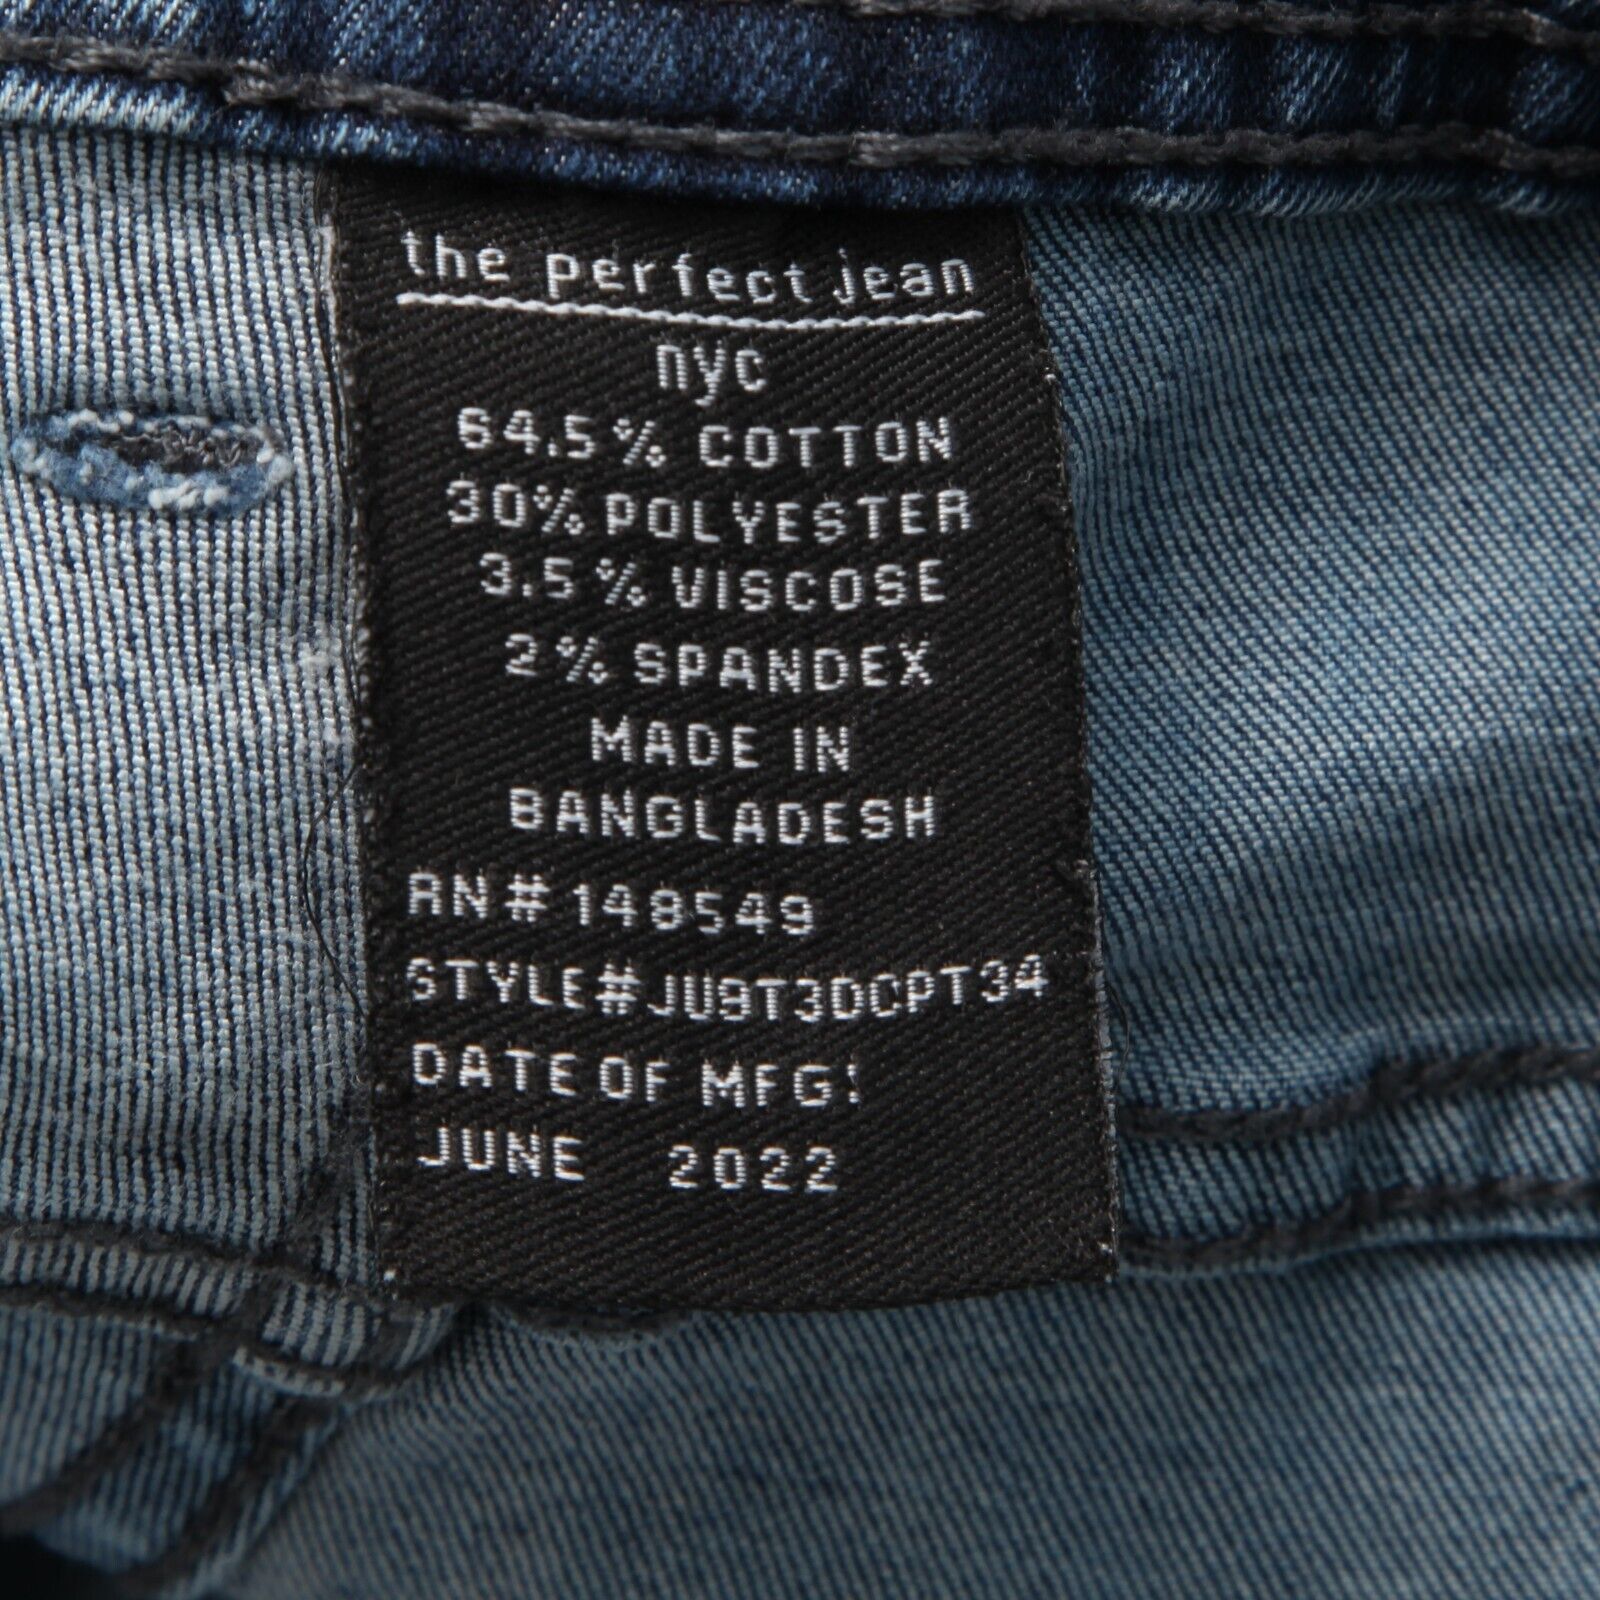 the perfect jean
nyc
64.5% COTTON
30% POLYESTER
3.5% VISCOSE
2% SPANDEX
MADE IN
BANGLADESH
RN#148549
STYLE#JUST3DCPT34
DATE OF MFG:
JUNE 2022